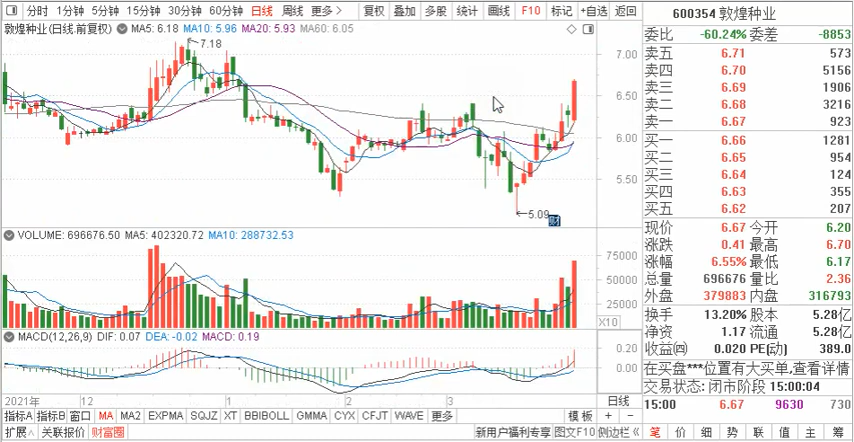 分时 1分钟 5分钟 15分钟 30分钟 60分钟 日线 周线 更多 > 复权 叠加 多股 统计 画线 F10 标记 +自选 返回
敦煌种业(日线.前复权) MA5: 6.18 MA10: 5.96 MA20: 5.93 MA60: 6.05
7.18
7.00
6.50
6.00
5.50
5.09
财
VOLUME: 696676.50 MA5: 402320.72 MA10: 288732.53
75000
50000
25000
X10
MACD(12,26,9) DIF: 0.07 DEA: -0.02 MACD: 0.19
0.20
0.00
2021年 12 1 2 3 日线
指标A 指标B 窗口 MA MA2 EXPMA SQJZ XT BBIBOLL GMMA CYX CFJT WAVE 更多 模板 + −
扩展∧ 关联报价 财富圈 新用户福利专享 图文F10 侧边栏《
600354 敦煌种业
委比 -60.24% 委差 -8853
卖五 6.71 573
卖四 6.70 5156
卖三 6.69 1906
卖二 6.68 3216
卖一 6.67 923
买一 6.66 1281
买二 6.65 954
买三 6.64 124
买四 6.63 355
买五 6.62 207
现价 6.67 今开 6.20
涨跌 0.41 最高 6.70
涨幅 6.55% 最低 6.17
总量 696676 量比 2.36
外盘 379883 内盘 316793
换手 13.20% 股本 5.28亿
净资 1.17 流通 5.28亿
收益㈣ 0.020 PE(动) 389.0
在买盘***位置有大买单,查看详情
交易状态: 闭市阶段 15:00:04
15:00 6.67 9630 730
笔 价 细 势 联 值 主 筹